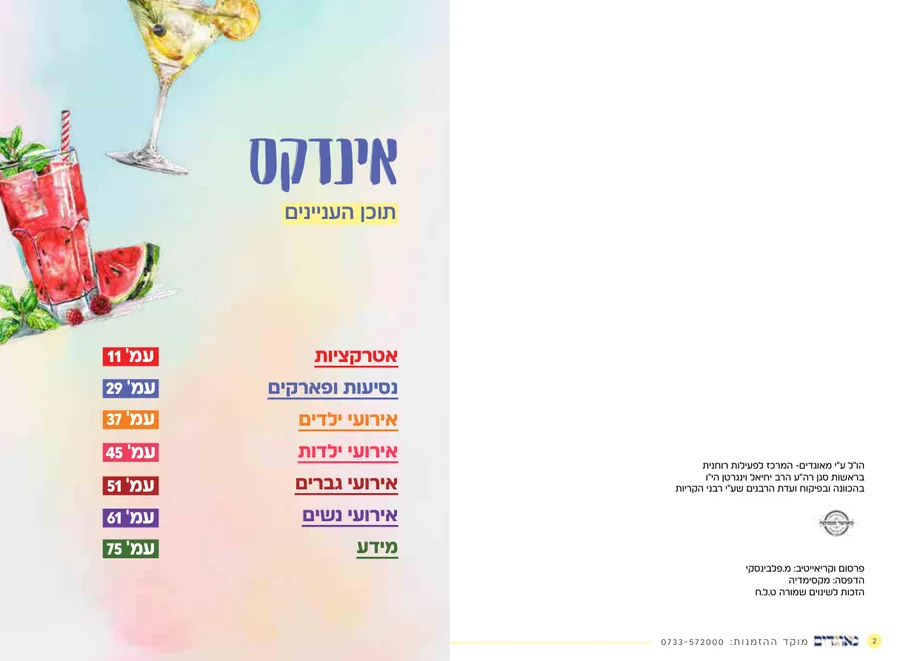 הו"ל ע"י מאוגדים- המרכז לפעילות רוחנית
בראשות סגן רה"ע הרב יחיאל וינגרטן הי"ו
בהכוונה ובפיקוח ועדת הרבנים שע"י רבני הקריות
פרסום וקריאייטיב: מ.פלבינסקי
הדפסה: מקסימדיה
הזכות לשינוים שמורה ט.ל.ח
2 מאוגדים מוקד ההזמנות: 0733-572000
אינדקס
תוכן העניינים
אטרקציות עמ' 11
נסיעות ופארקים עמ' 29
אירועי ילדים עמ' 37
אירועי ילדות עמ' 45
אירועי גברים עמ' 51
אירועי נשים עמ' 61
מידע עמ' 75